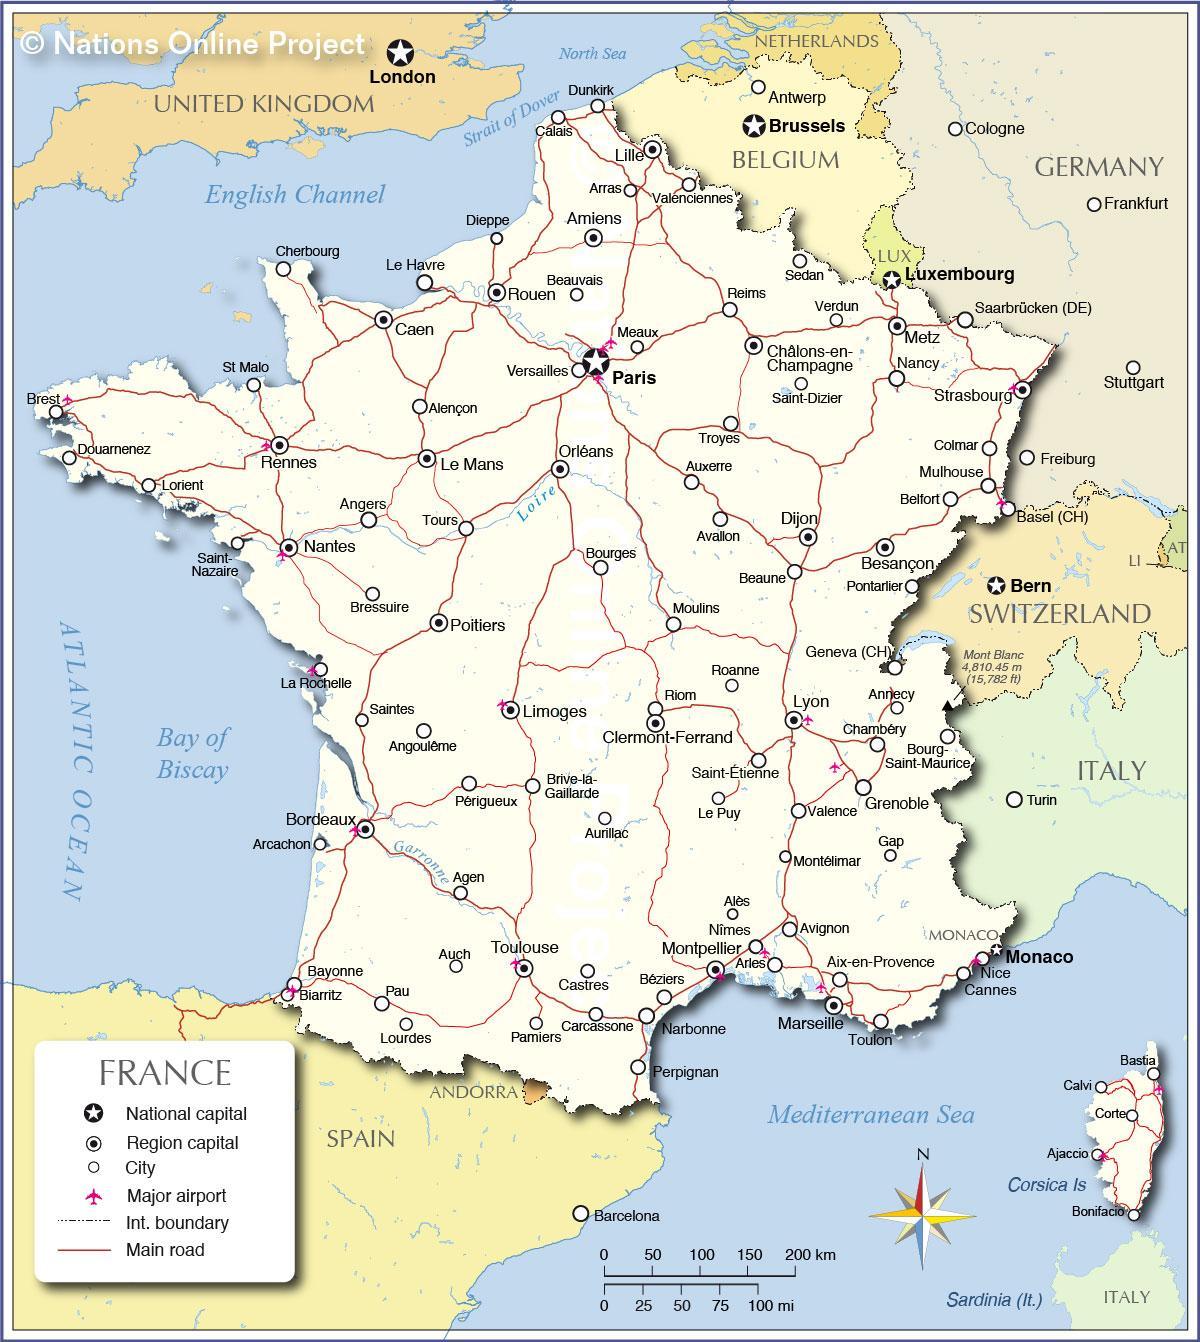 © Nations Online Project
London
UNITED KINGDOM
North Sea
NETHERLANDS
Strait of Dover
Dunkirk
Calais
Antwerp
Brussels
BELGIUM
Cologne
GERMANY
Frankfurt
Lille
Arras
Valenciennes
English Channel
Dieppe
Amiens
Cherbourg
Le Havre
Rouen
Beauvais
Sedan
LUX
Luxembourg
Saarbrücken (DE)
Caen
Reims
Verdun
Metz
Meaux
Versailles
Paris
Châlons-en-
Champagne
Nancy
Saint-Dizier
Strasbourg
Stuttgart
St Malo
Brest
Alençon
Douarnenez
Rennes
Le Mans
Orléans
Troyes
Colmar
Freiburg
Mulhouse
Belfort
Basel (CH)
Lorient
Angers
Tours
Loire
Auxerre
Avallon
Dijon
Besançon
Saint-
Nazaire
Nantes
Bourges
Beaune
Pontarlier
Bern
LI
AT
SWITZERLAND
Bressuire
Poitiers
Moulins
Geneva (CH)
Mont Blanc
4,810.45 m
(15,782 ft)
ATLANTIC OCEAN
La Rochelle
Roanne
Riom
Annecy
Saintes
Limoges
Lyon
Angoulême
Clermont-Ferrand
Chambéry
Bourg-
Saint-Maurice
Bay of
Biscay
ITALY
Saint-Étienne
Périgueux
Brive-la-
Gaillarde
Le Puy
Grenoble
Turin
Bordeaux
Valence
Arcachon
Aurillac
Garronne
Gap
Montélimar
Agen
Alès
Nîmes
Avignon
Toulouse
Montpellier
Arles
Aix-en-Provence
MONACO
Monaco
Nice
Cannes
Auch
Castres
Béziers
Bayonne
Biarritz
Pau
Lourdes
Pamiers
Carcassonne
Narbonne
Marseille
Toulon
Perpignan
ANDORRA
SPAIN
Barcelona
Mediterranean Sea
Bastia
Calvi
Corte
Ajaccio
Corsica Is
Bonifacio
Sardinia (It.)
ITALY
FRANCE
National capital
Region capital
City
Major airport
Int. boundary
Main road
N
0 50 100 150 200 km
0 25 50 75 100 mi